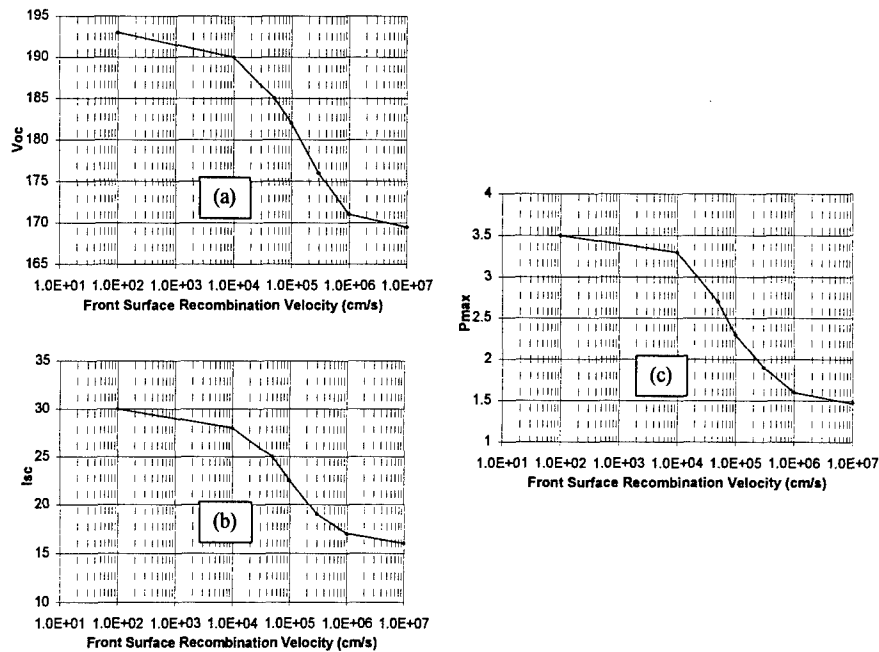 195
190
185
180
175
170
165
Voc
(a)
1.0E+01 1.0E+02 1.0E+03 1.0E+04 1.0E+05 1.0E+06 1.0E+07
Front Surface Recombination Velocity (cm/s)
35
30
25
20
15
10
Isc
(b)
1.0E+01 1.0E+02 1.0E+03 1.0E+04 1.0E+05 1.0E+06 1.0E+07
Front Surface Recombination Velocity (cm/s)
4
3.5
3
2.5
2
1.5
1
Pmax
(c)
1.0E+01 1.0E+02 1.0E+03 1.0E+04 1.0E+05 1.0E+06 1.0E+07
Front Surface Recombination Velocity (cm/s)